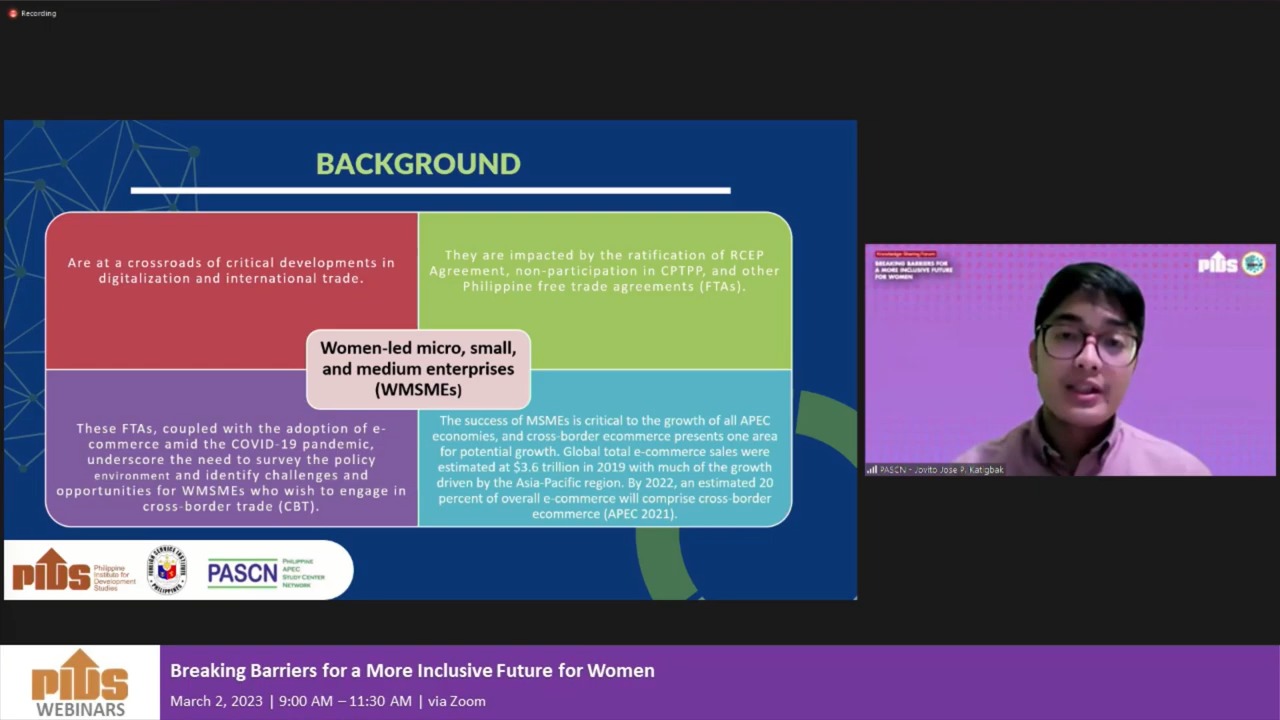 Recording
BACKGROUND
Are at a crossroads of critical developments in
digitalization and international trade.
They are impacted by the ratification of RCEP
Agreement, non-participation in CPTPP, and other
Philippine free trade agreements (FTAs).
Women-led micro, small,
and medium enterprises
(WMSMEs)
These FTAs, coupled with the adoption of e-
commerce amid the COVID-19 pandemic,
underscore the need to survey the policy
environment and identify challenges and
opportunities for WMSMEs who wish to engage in
cross-border trade (CBT).
The success of MSMEs is critical to the growth of all APEC
economies, and cross-border ecommerce presents one area
for potential growth. Global total e-commerce sales were
estimated at $3.6 trillion in 2019 with much of the growth
driven by the Asia-Pacific region. By 2022, an estimated 20
percent of overall e-commerce will comprise cross-border
ecommerce (APEC 2021).
PIDS
Philippine
Institute for
Development
Studies
FOREIGN SERVICE INSTITUTE
PHILIPPINES
PASCN
PHILIPPINE
APEC
STUDY CENTER
NETWORK
Knowledge Sharing Forum
BREAKING BARRIERS FOR
A MORE INCLUSIVE FUTURE
FOR WOMEN
PIDS
PASCN - Jovito Jose P. Katigbak
PIDS
WEBINARS
Breaking Barriers for a More Inclusive Future for Women
March 2, 2023 | 9:00 AM – 11:30 AM | via Zoom